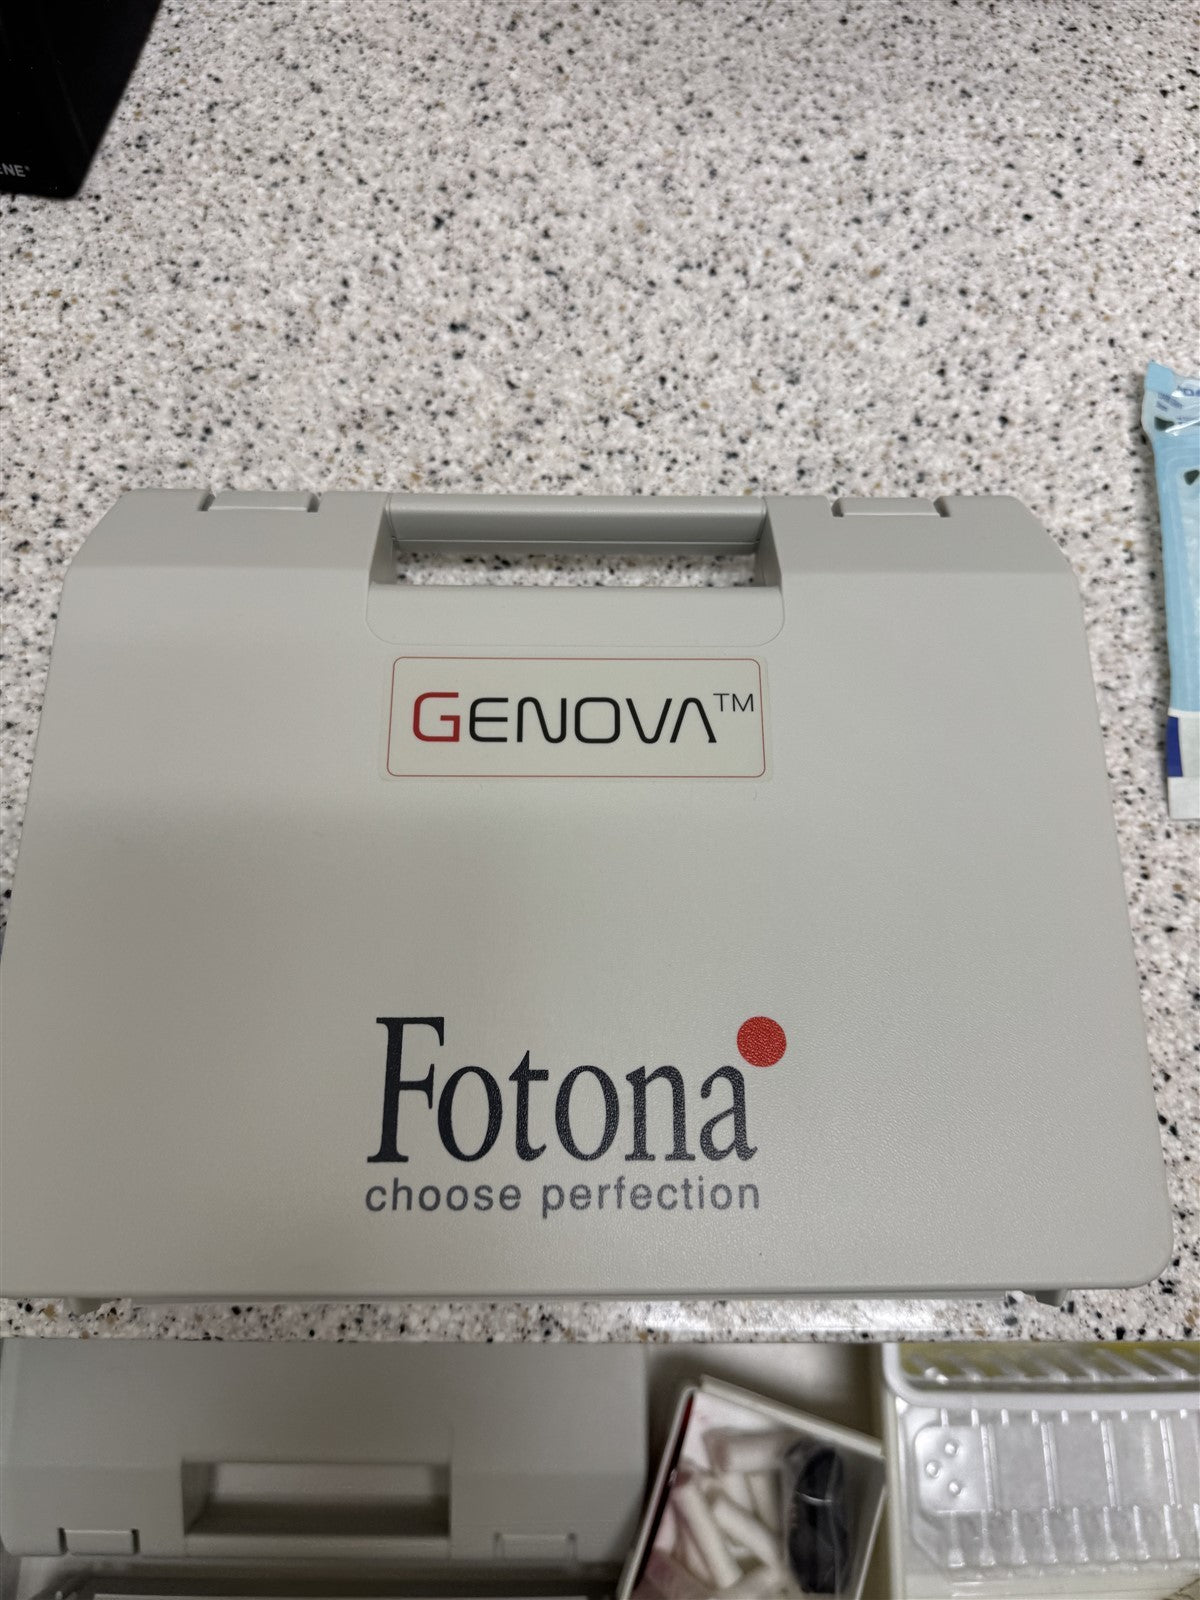 GENOVA™
Fotona
choose perfection